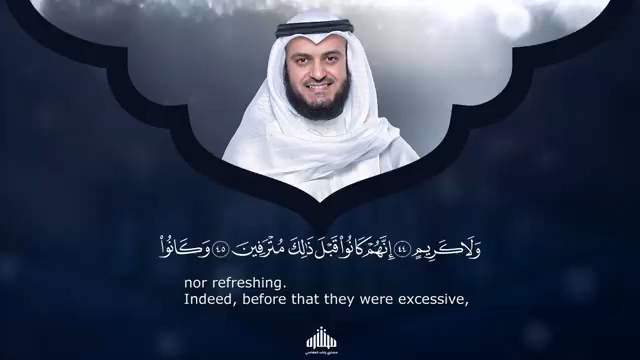 وَلَا كَرِيمٍ ٤٤ إِنَّهُمْ كَانُوا۟ قَبْلَ ذَٰلِكَ مُتْرَفِينَ ٤٥ وَكَانُوا۟
nor refreshing.
Indeed, before that they were excessive,